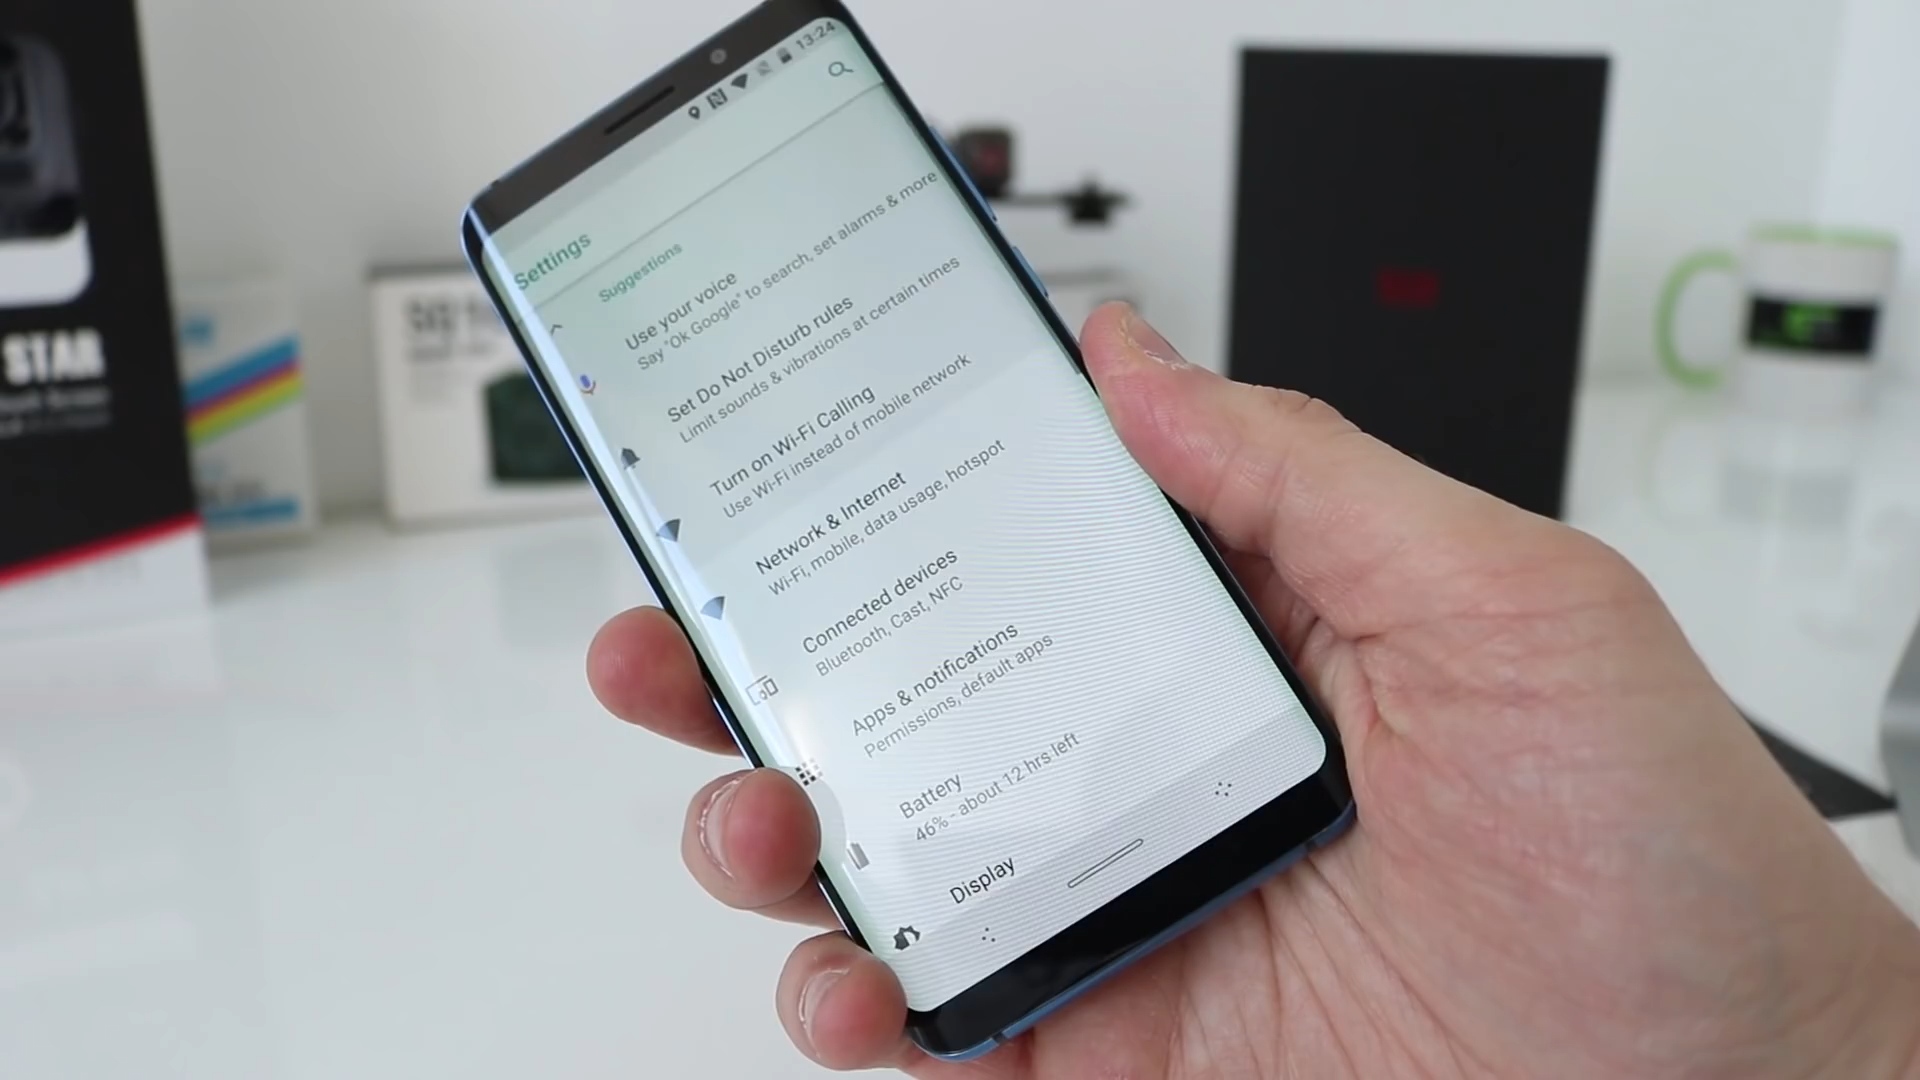 13:24
Settings
Suggestions
Use your voice
Say "Ok Google" to search, set alarms & more
Set Do Not Disturb rules
Limit sounds & vibrations at certain times
Turn on Wi-Fi Calling
Use Wi-Fi instead of mobile network
Network & Internet
Wi-Fi, mobile, data usage, hotspot
Connected devices
Bluetooth, Cast, NFC
Apps & notifications
Permissions, default apps
Battery
46% - about 12 hrs left
Display
STAR